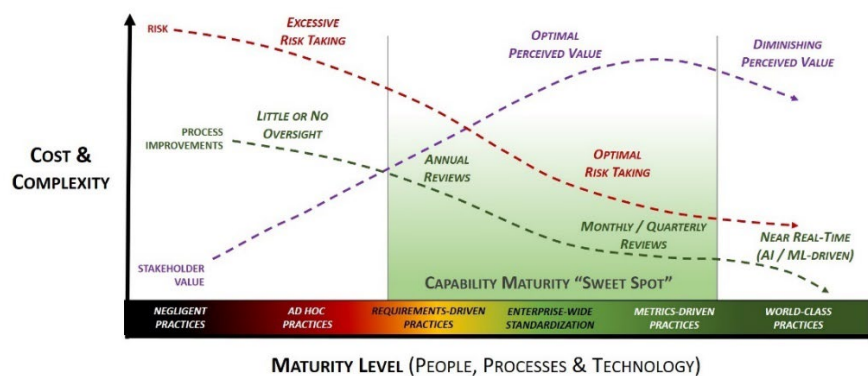 RISK
EXCESSIVE
RISK TAKING
OPTIMAL
PERCEIVED VALUE
DIMINISHING
PERCEIVED VALUE
LITTLE OR NO
OVERSIGHT
PROCESS
IMPROVEMENTS
COST &
COMPLEXITY
ANNUAL
REVIEWS
OPTIMAL
RISK TAKING
MONTHLY / QUARTERLY
REVIEWS
NEAR REAL-TIME
(AI / ML-DRIVEN)
STAKEHOLDER
VALUE
CAPABILITY MATURITY “SWEET SPOT”
NEGLIGENT
PRACTICES
AD HOC
PRACTICES
REQUIREMENTS-DRIVEN
PRACTICES
ENTERPRISE-WIDE
STANDARDIZATION
METRICS-DRIVEN
PRACTICES
WORLD-CLASS
PRACTICES
MATURITY LEVEL (PEOPLE, PROCESSES & TECHNOLOGY)